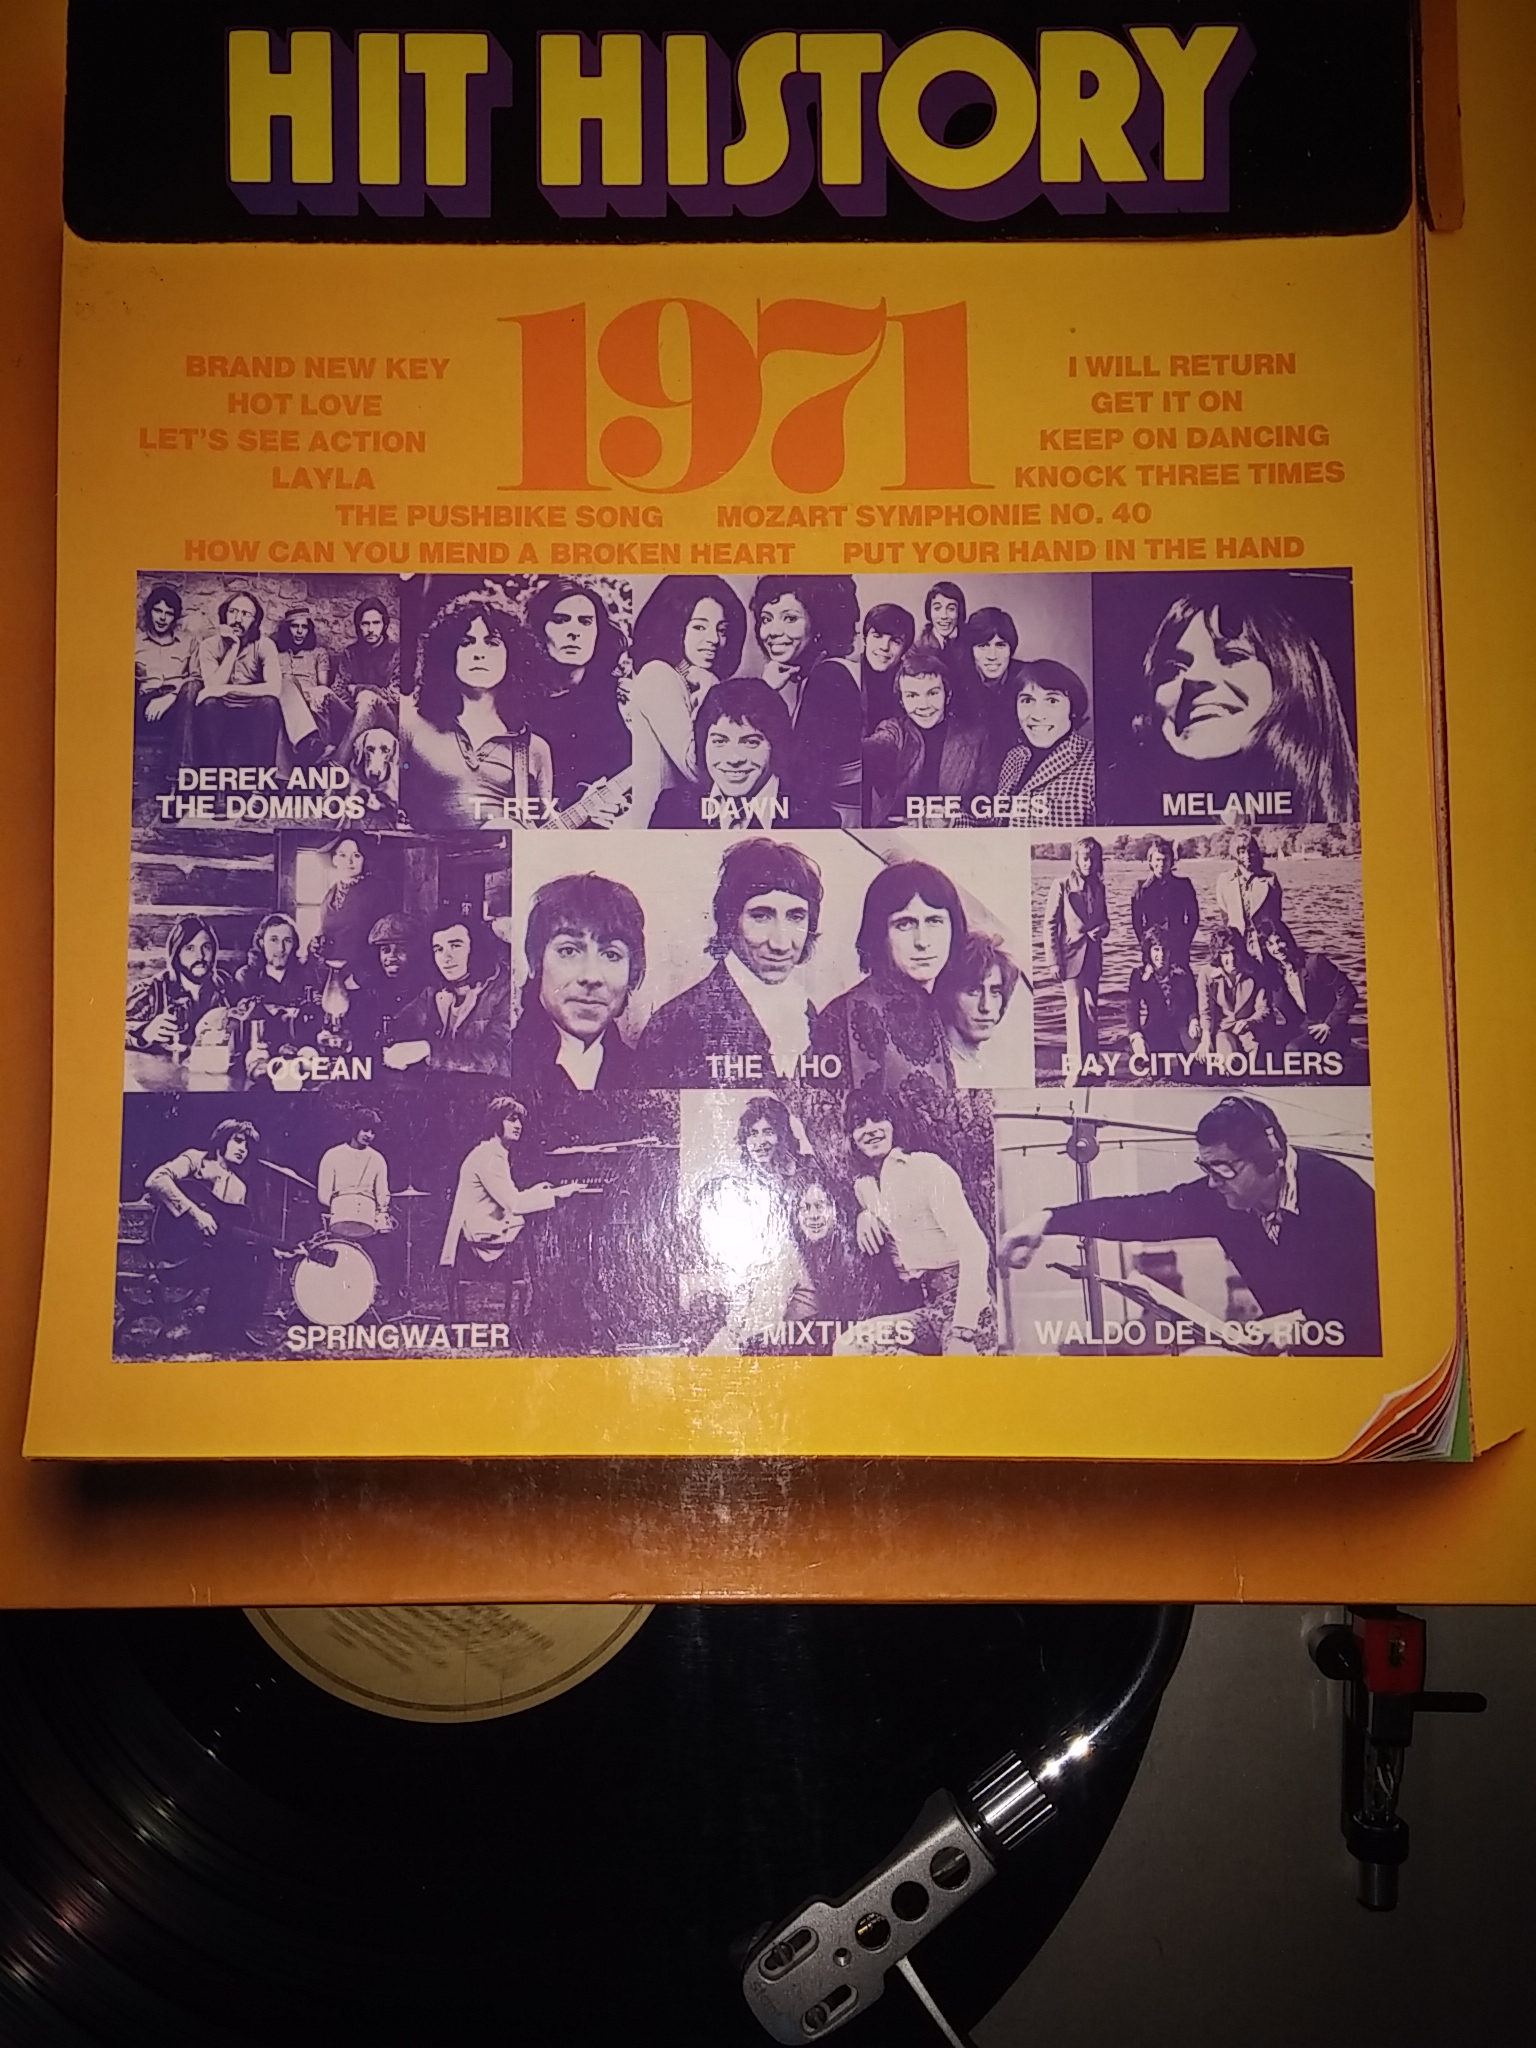 HIT HISTORY
1971
BRAND NEW KEY
HOT LOVE
LET'S SEE ACTION
LAYLA
I WILL RETURN
GET IT ON
KEEP ON DANCING
KNOCK THREE TIMES
THE PUSHBIKE SONG MOZART SYMPHONIE NO. 40
HOW CAN YOU MEND A BROKEN HEART PUT YOUR HAND IN THE HAND
DEREK AND
THE DOMINOS
T. REX
DAWN
BEE GEES
MELANIE
OCEAN
THE WHO
BAY CITY ROLLERS
SPRINGWATER
MIXTURES
WALDO DE LOS RIOS